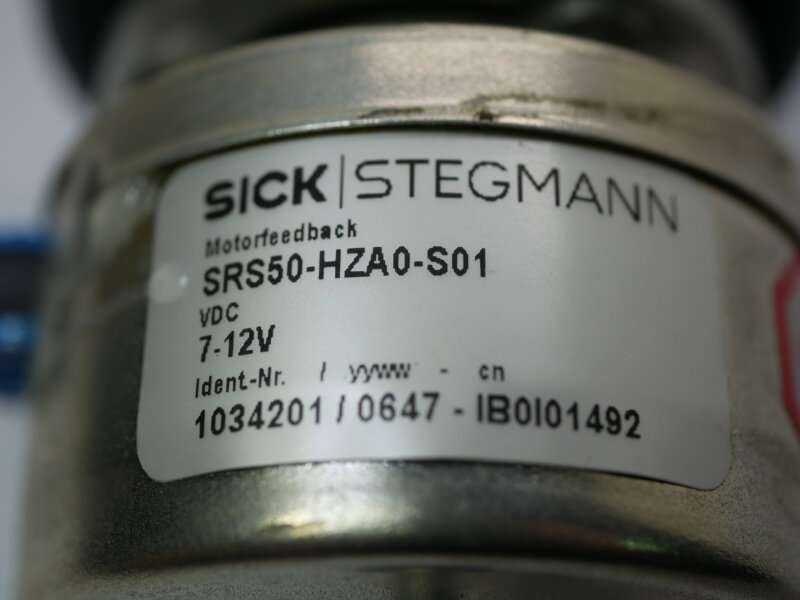 SICK|STEGMANN
Motorfeedback
SRS50-HZA0-S01
VDC
7-12V
Ident-Nr. / yyww - cn
1034201 / 0647 - IB0I01492